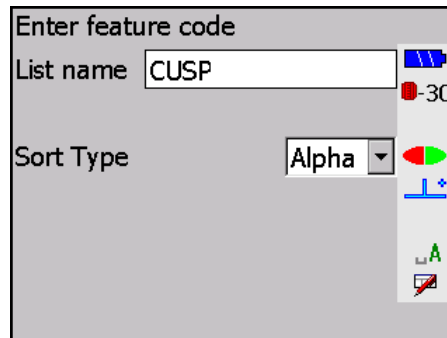 Enter feature code
List name CUSP
-30
Sort Type Alpha
A